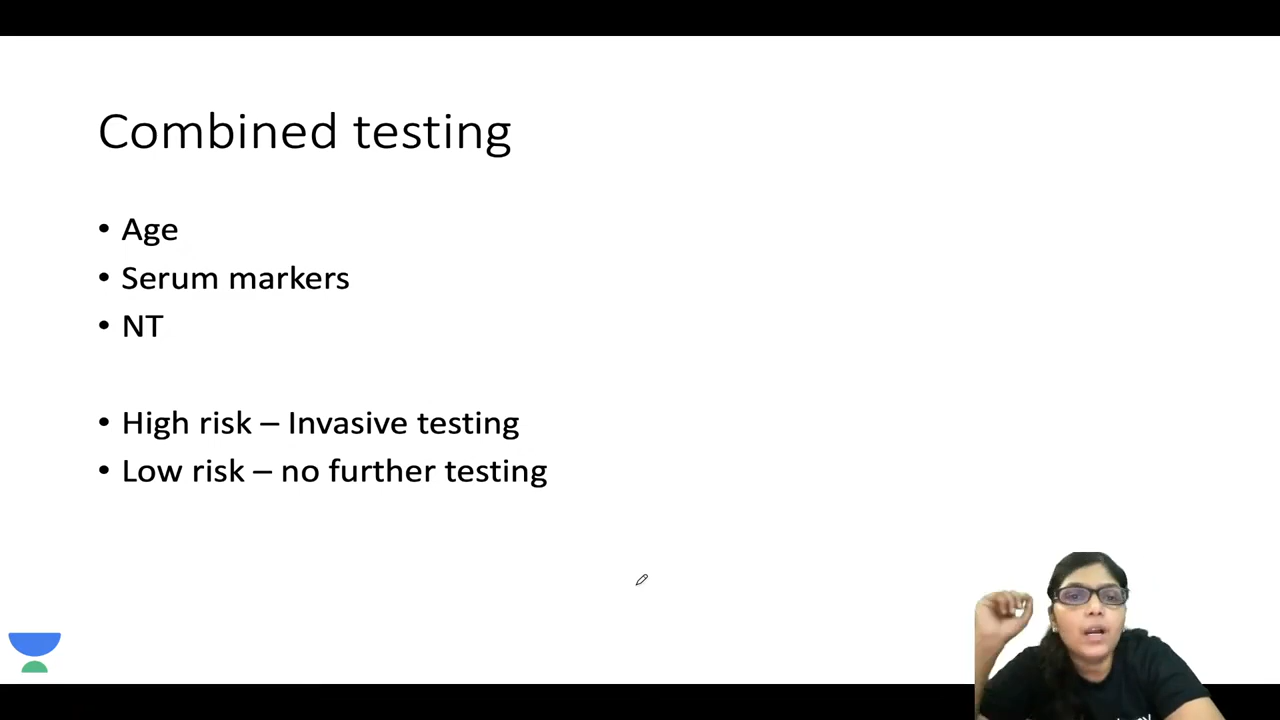 Combined testing
• Age
• Serum markers
• NT
• High risk – Invasive testing
• Low risk – no further testing